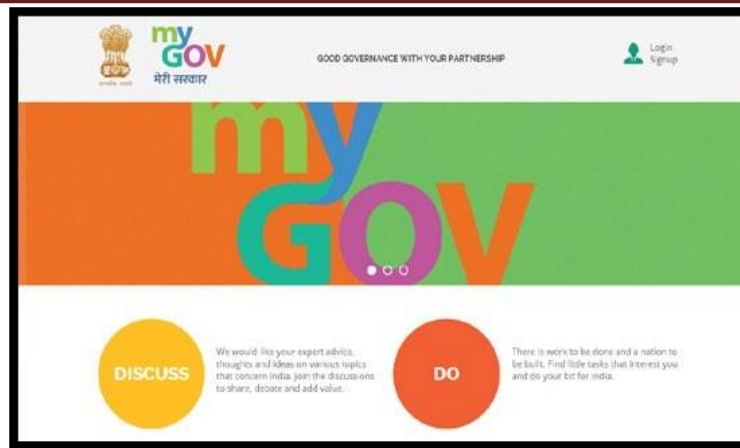 my
GOV
मेरी सरकार
GOOD GOVERNANCE WITH YOUR PARTNERSHIP
Login
Signup
my
GOV
DISCUSS
We would like your expert advice,
thoughts and ideas on various topics
that concern India. Join the discussions
to share, debate and add value.
DO
There is work to be done and a nation to
be built. Find little tasks that interest you
and do your bit for India.